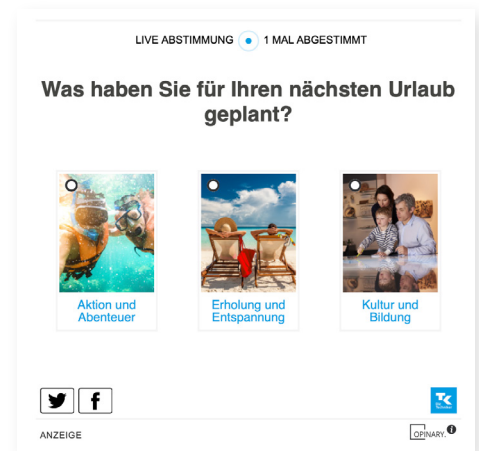 LIVE ABSTIMMUNG 1 MAL ABGESTIMMT
Was haben Sie für Ihren nächsten Urlaub
geplant?
Aktion und
Abenteuer
Erholung und
Entspannung
Kultur und
Bildung
TK
ANZEIGE
OPINARY.